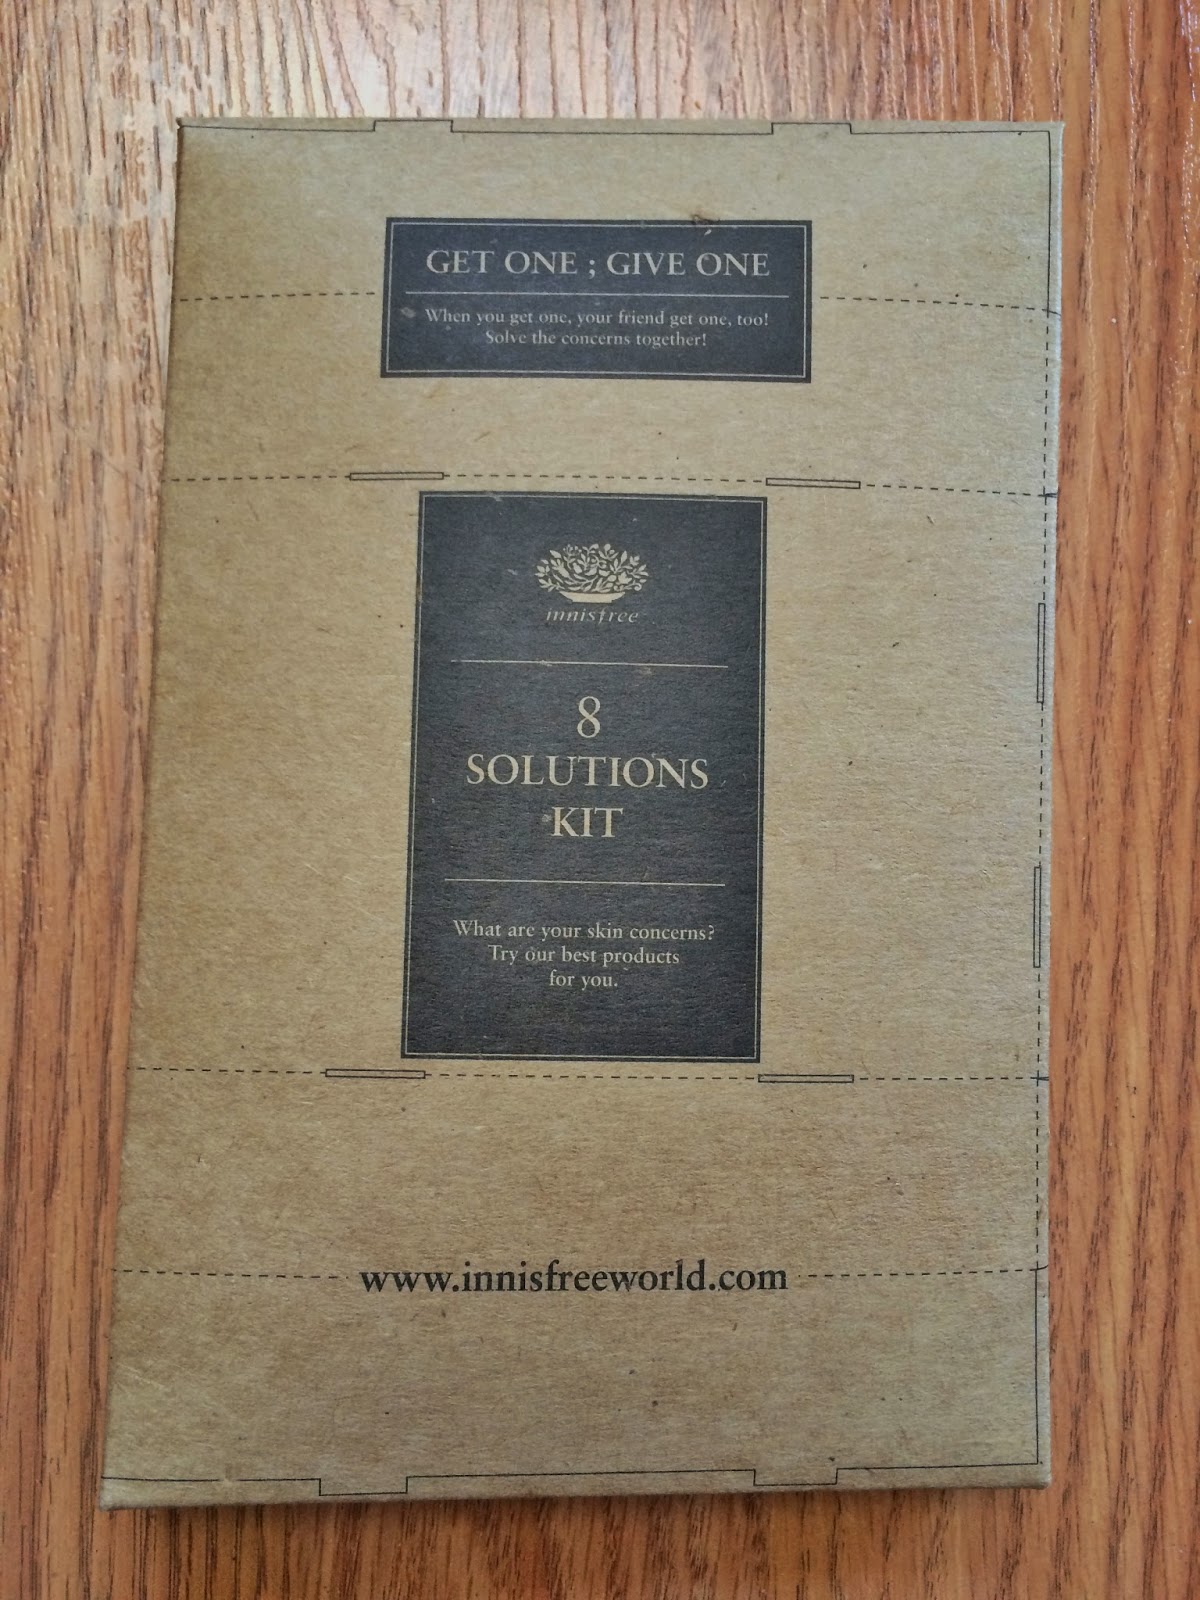 GET ONE ; GIVE ONE
When you get one, your friend get one, too!
Solve the concerns together!
innisfree
8
SOLUTIONS
KIT
What are your skin concerns?
Try our best products
for you.
www.innisfreeworld.com